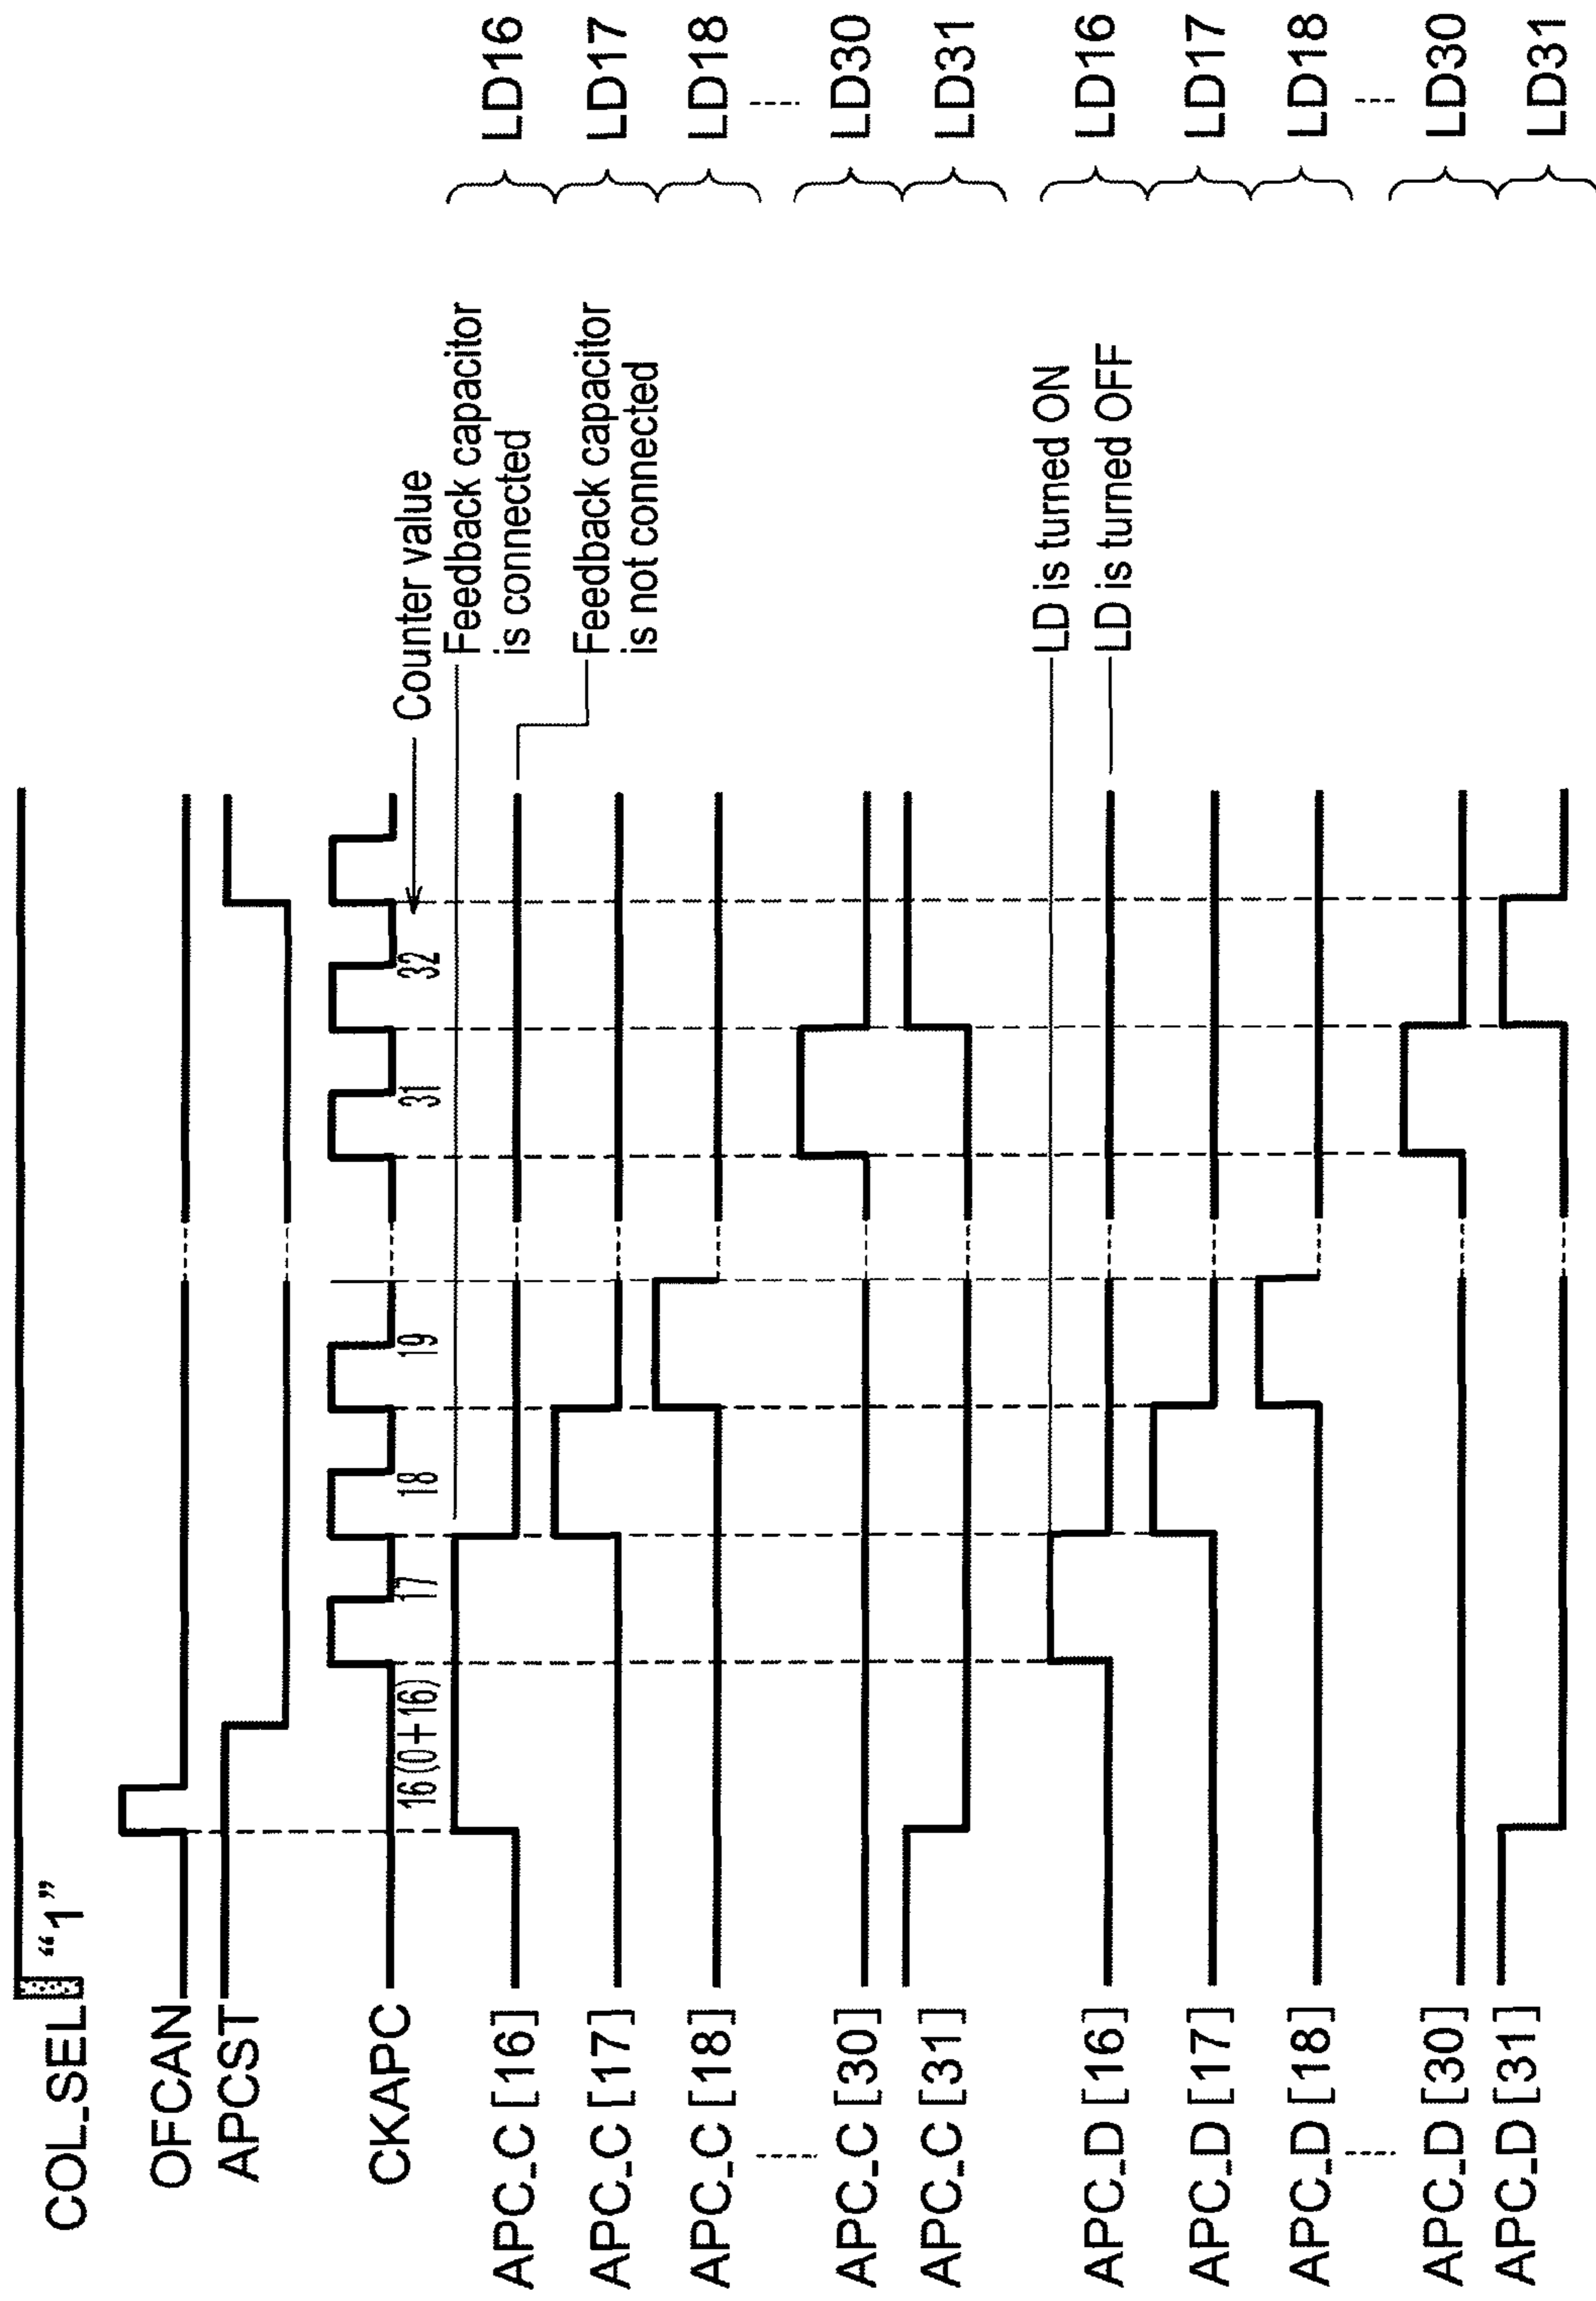 COL_SEL “1”
OFCAN
APCST
CKAPC
16 (0+16) 17 18 19 31 32
Counter value
Feedback capacitor
is connected
Feedback capacitor
is not connected
APC_C [16] LD16
APC_C [17] LD17
APC_C [18] LD18
APC_C [30] LD30
APC_C [31] LD31
LD is turned ON
LD is turned OFF
APC_D [16] LD16
APC_D [17] LD17
APC_D [18] LD18
APC_D [30] LD30
APC_D [31] LD31